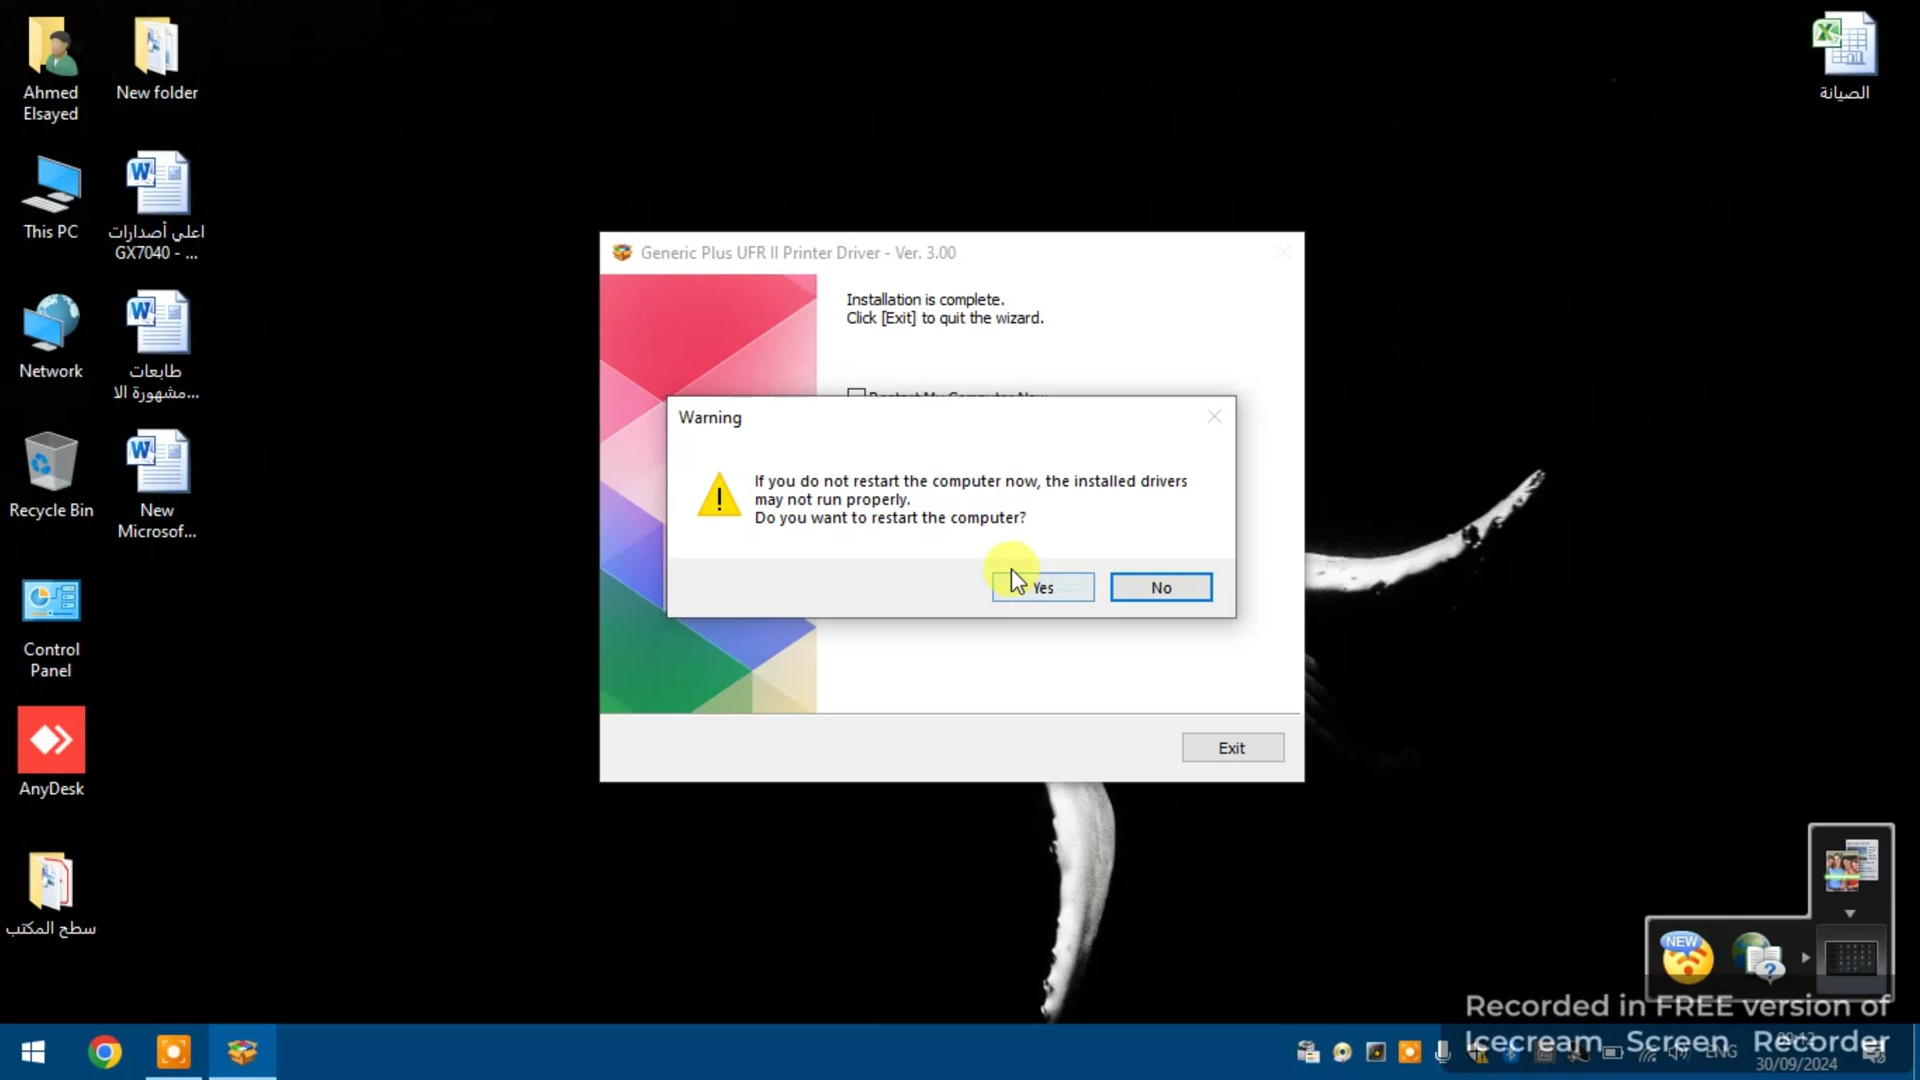 Ahmed
Elsayed
New folder
الصيانة
This PC
اعلي أصدارات
GX7040 - ...
Network
طابعات
مشهورة الا...
Recycle Bin
New
Microsof...
Control
Panel
AnyDesk
سطح المكتب
Generic Plus UFR II Printer Driver - Ver. 3.00
Installation is complete.
Click [Exit] to quit the wizard.
Restart My Computer Now
Warning
If you do not restart the computer now, the installed drivers
may not run properly.
Do you want to restart the computer?
Yes
No
Exit
NEW
Recorded in FREE version of
Icecream Screen Recorder
ENG
30/09/2024